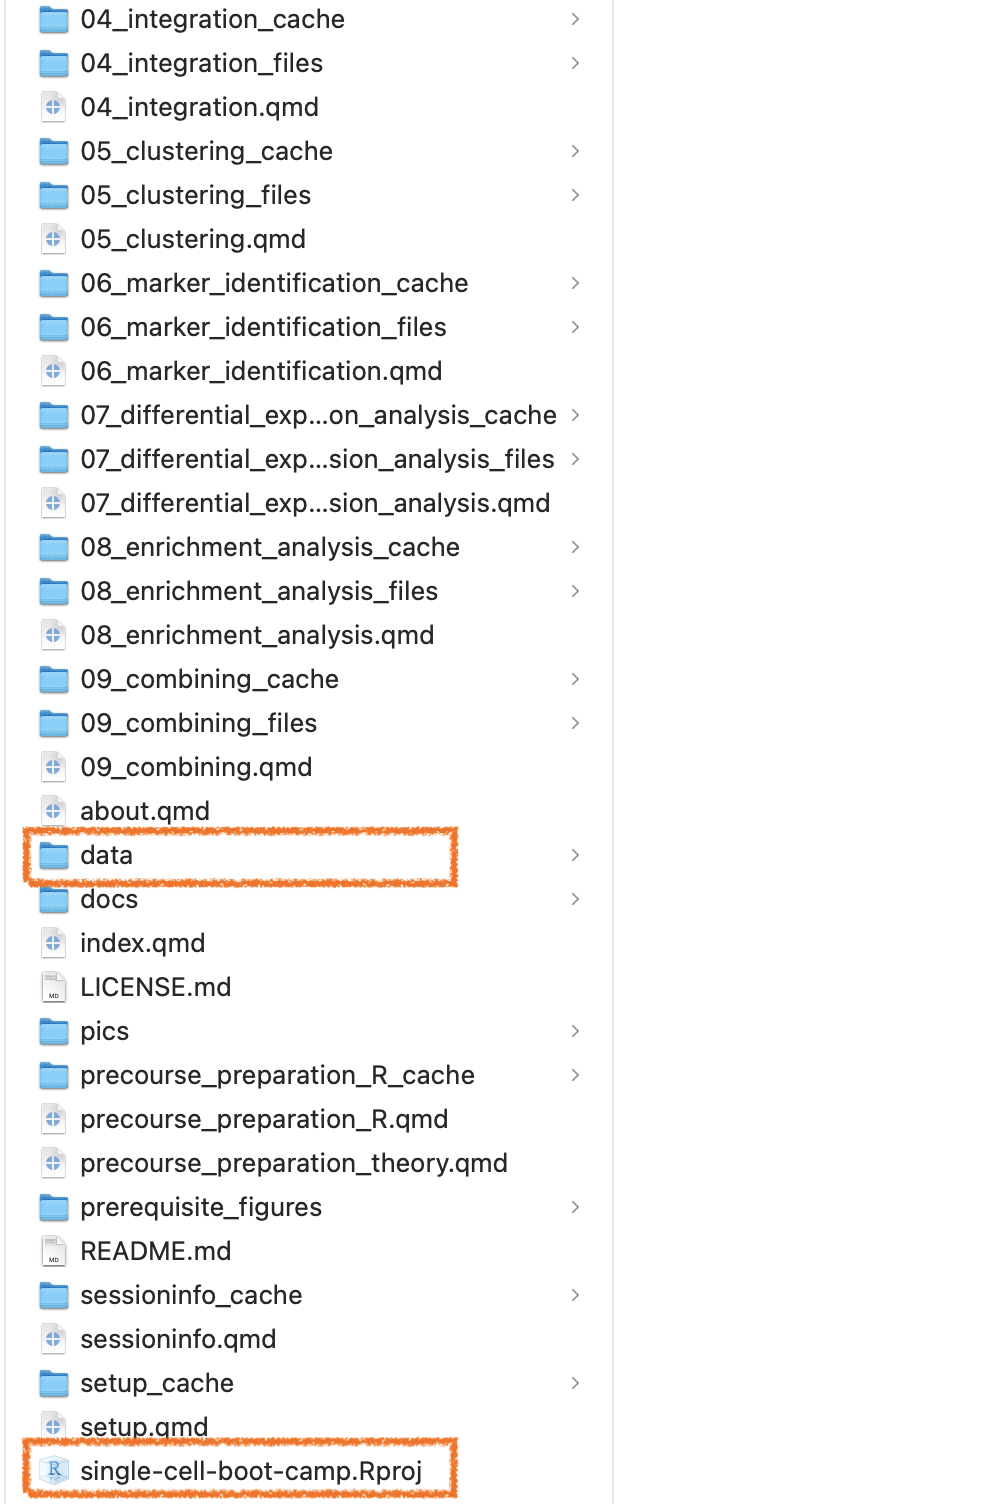 04_integration_cache
04_integration_files
04_integration.qmd
05_clustering_cache
05_clustering_files
05_clustering.qmd
06_marker_identification_cache
06_marker_identification_files
06_marker_identification.qmd
07_differential_exp...on_analysis_cache
07_differential_exp...sion_analysis_files
07_differential_exp...sion_analysis.qmd
08_enrichment_analysis_cache
08_enrichment_analysis_files
08_enrichment_analysis.qmd
09_combining_cache
09_combining_files
09_combining.qmd
about.qmd
data
docs
index.qmd
MD LICENSE.md
pics
precourse_preparation_R_cache
precourse_preparation_R.qmd
precourse_preparation_theory.qmd
prerequisite_figures
MD README.md
sessioninfo_cache
sessioninfo.qmd
setup_cache
setup.qmd
R single-cell-boot-camp.Rproj